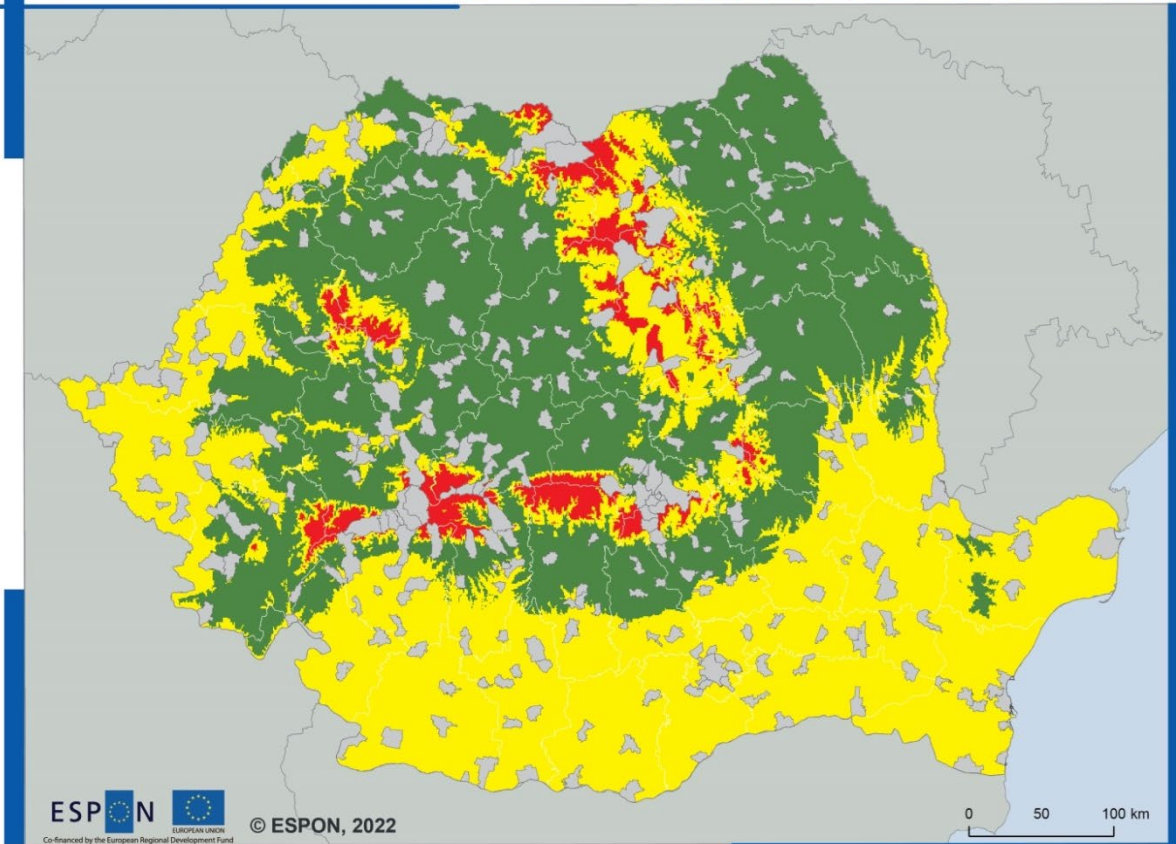 0 50 100 km
ESPON
EUROPEAN UNION
© ESPON, 2022
Co-financed by the European Regional Development Fund